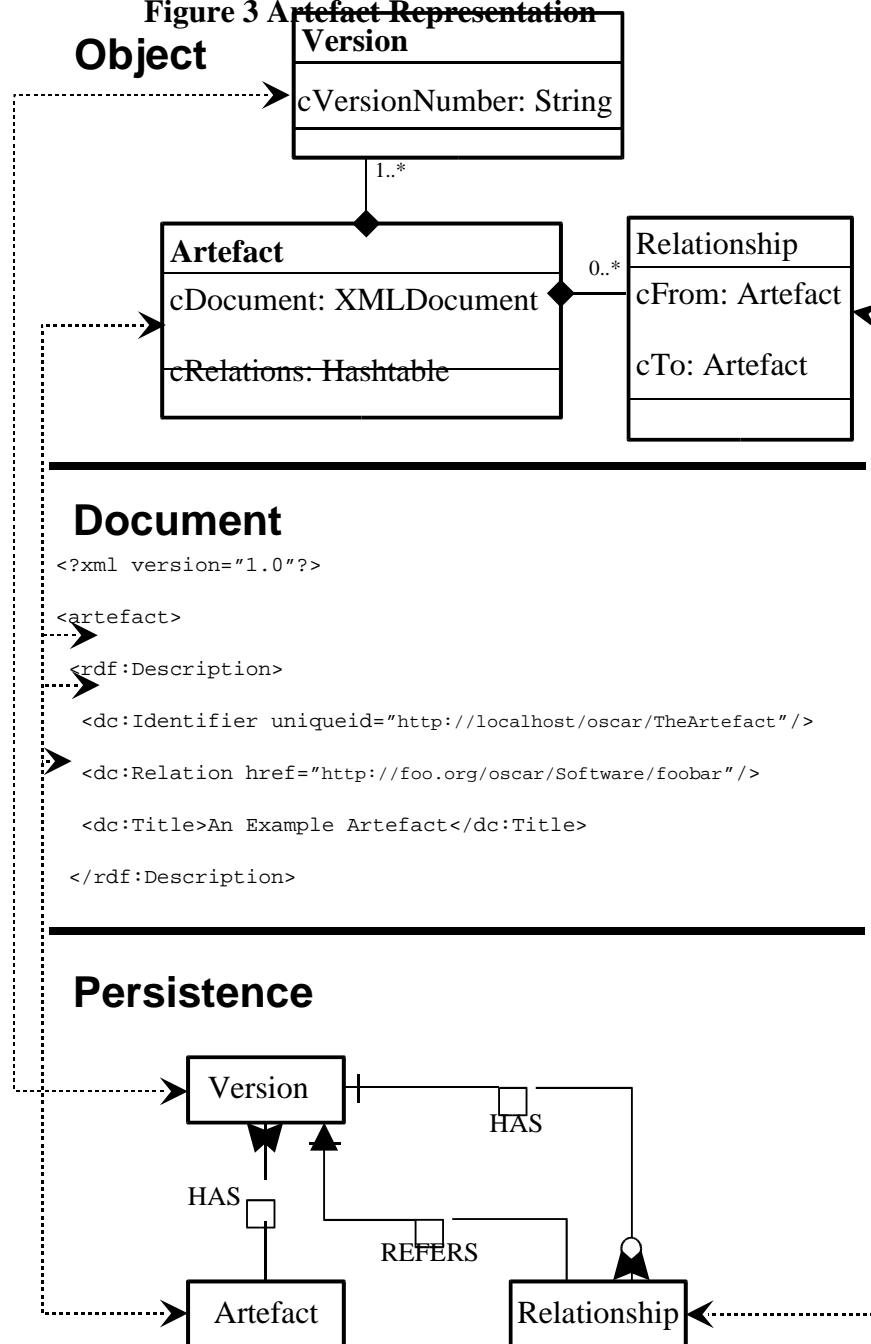 Figure 3 Artefact Representation
Object
Version
cVersionNumber: String
1..*
Artefact
cDocument: XMLDocument
cRelations: Hashtable
0..*
Relationship
cFrom: Artefact
cTo: Artefact
Document
<?xml version="1.0"?>
<artefact>
<rdf:Description>
<dc:Identifier uniqueid="http://localhost/oscar/TheArtefact"/>
<dc:Relation href="http://foo.org/oscar/Software/foobar"/>
<dc:Title>An Example Artefact</dc:Title>
</rdf:Description>
Persistence
Version
HAS
HAS
REFERS
Artefact
Relationship